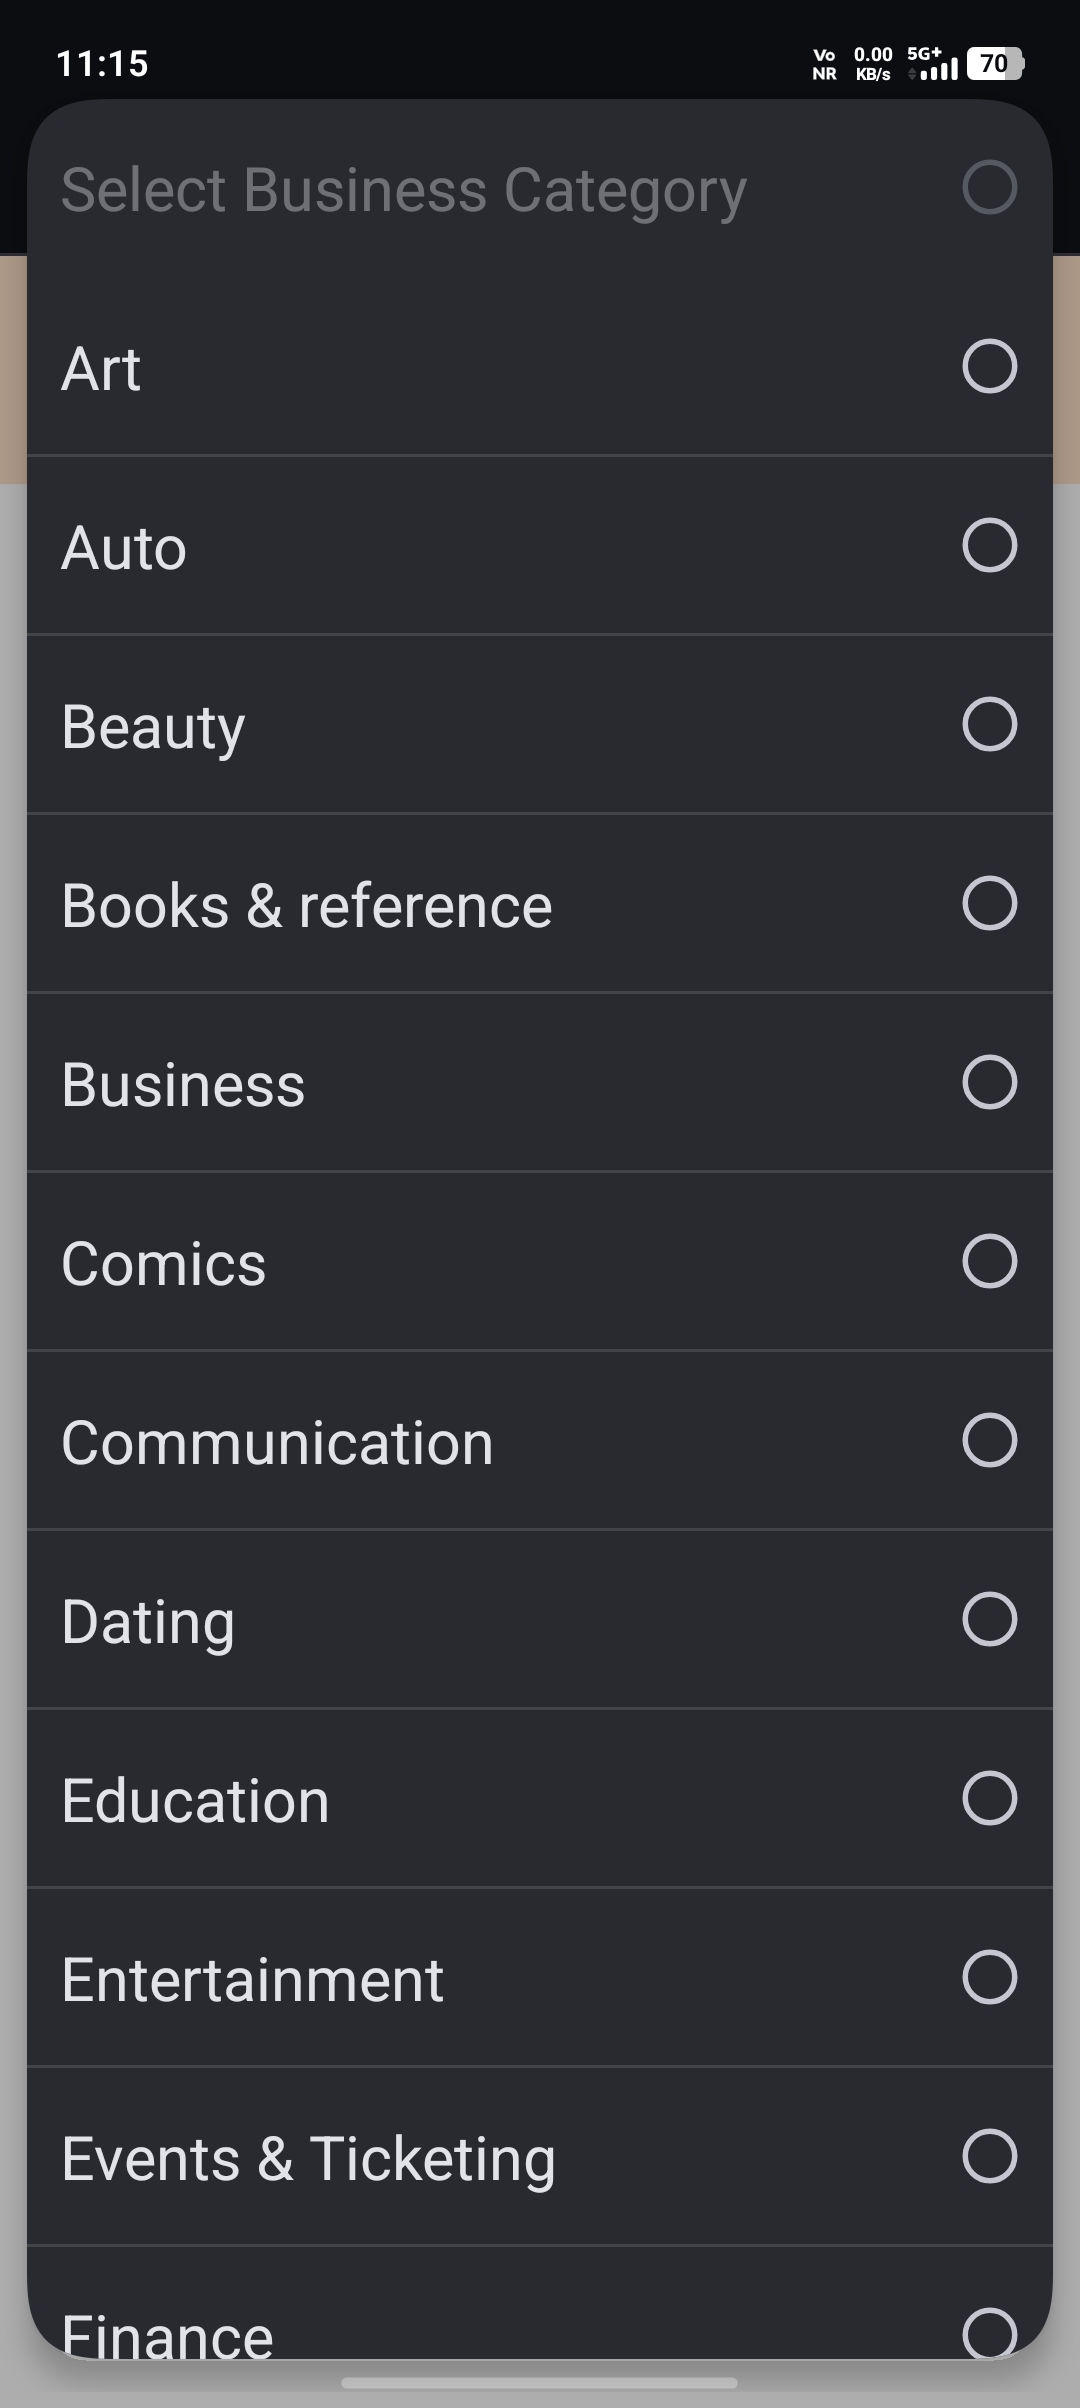 11:15
Vo NR
0.00 KB/s
5G+
70
Select Business Category
Art
Auto
Beauty
Books & reference
Business
Comics
Communication
Dating
Education
Entertainment
Events & Ticketing
Finance